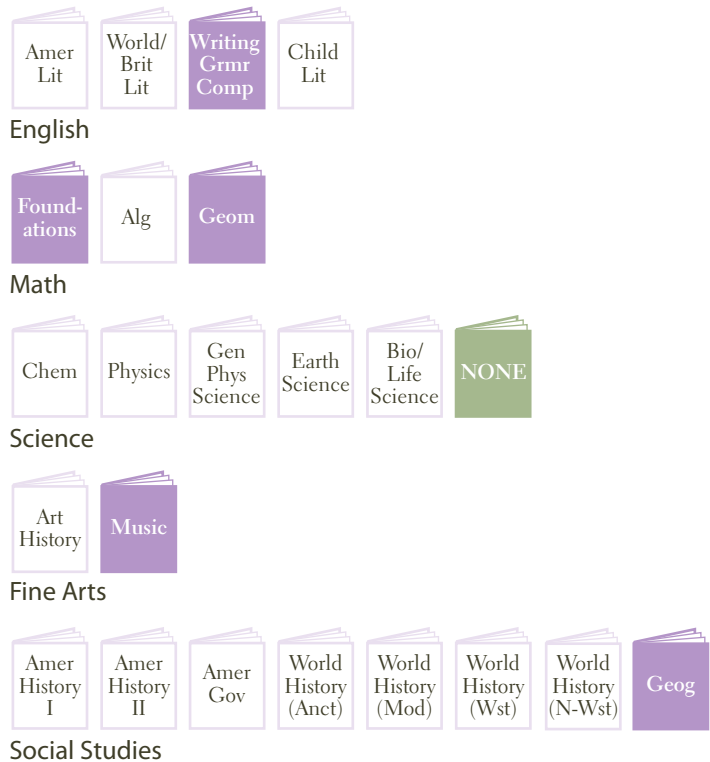 Amer
Lit
World/
Brit
Lit
Writing
Grmr
Comp
Child
Lit
English
Found-
ations
Alg
Geom
Math
Chem
Physics
Gen
Phys
Science
Earth
Science
Bio/
Life
Science
NONE
Science
Art
History
Music
Fine Arts
Amer
History
I
Amer
History
II
Amer
Gov
World
History
(Anct)
World
History
(Mod)
World
History
(Wst)
World
History
(N-Wst)
Geog
Social Studies